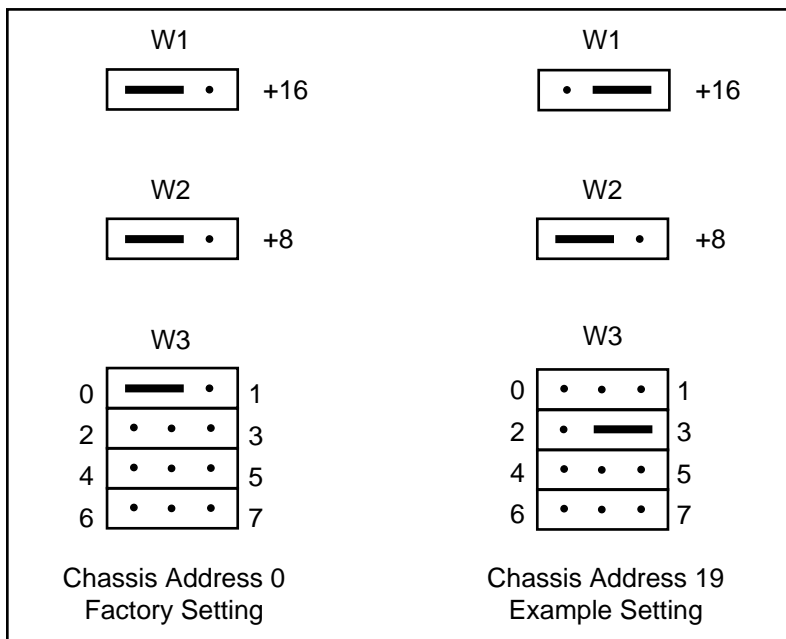 W1
+16
W2
+8
W3
0 1
2 3
4 5
6 7
Chassis Address 0
Factory Setting
W1
+16
W2
+8
W3
0 1
2 3
4 5
6 7
Chassis Address 19
Example Setting